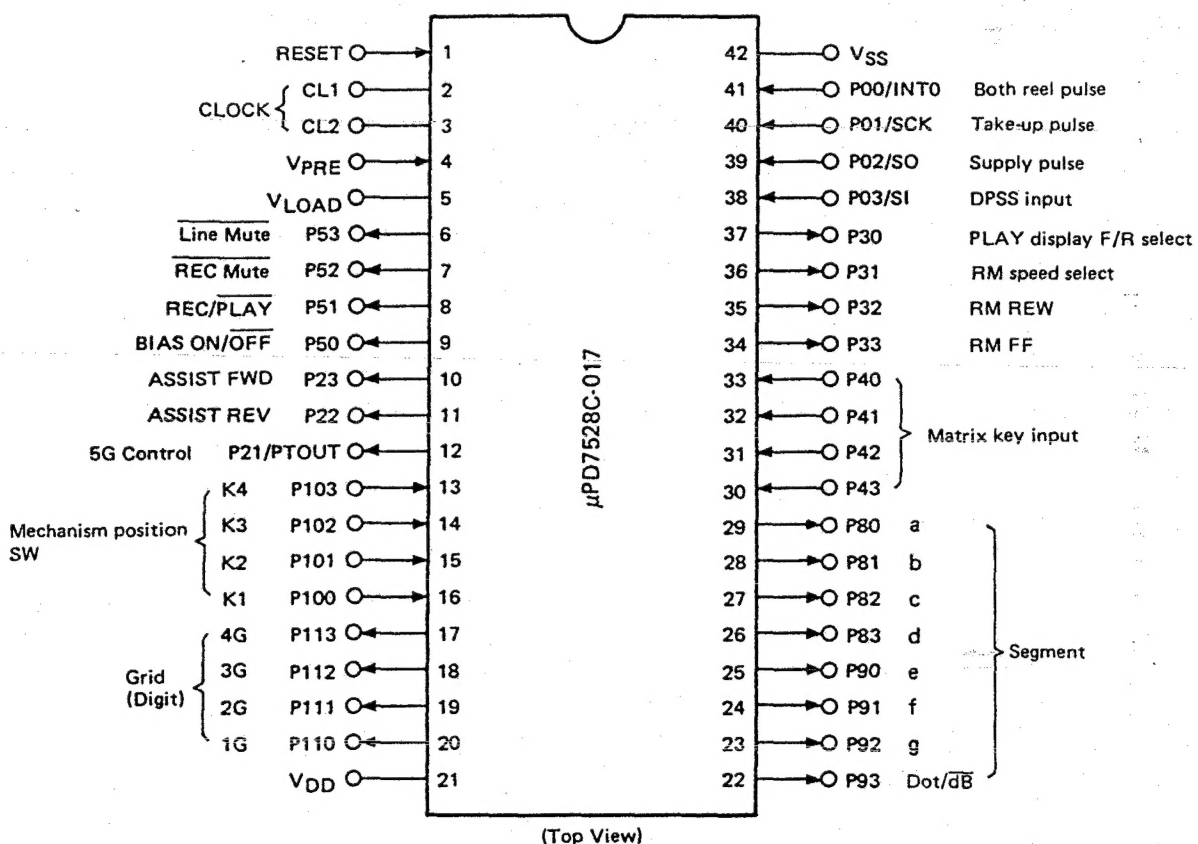 RESET 1 42 VSS
CL1 2 41 P00/INT0 Both reel pulse
CLOCK
CL2 3 40 P01/SCK Take-up pulse
VPRE 4 39 P02/SO Supply pulse
VLOAD 5 38 P03/SI DPSS input
Line Mute P53 6 37 P30 PLAY display F/R select
REC Mute P52 7 36 P31 RM speed select
REC/PLAY P51 8 35 P32 RM REW
BIAS ON/OFF P50 9 34 P33 RM FF
ASSIST FWD P23 10 33 P40
ASSIST REV P22 11 32 P41
Matrix key input
5G Control P21/PTOUT 12 31 P42
K4 P103 13 30 P43
μPD7528C-017
Mechanism position
SW
K3 P102 14 29 P80 a
K2 P101 15 28 P81 b
K1 P100 16 27 P82 c
4G P113 17 26 P83 d
Segment
Grid
(Digit)
3G P112 18 25 P90 e
2G P111 19 24 P91 f
1G P110 20 23 P92 g
VDD 21 22 P93 Dot/dB
(Top View)